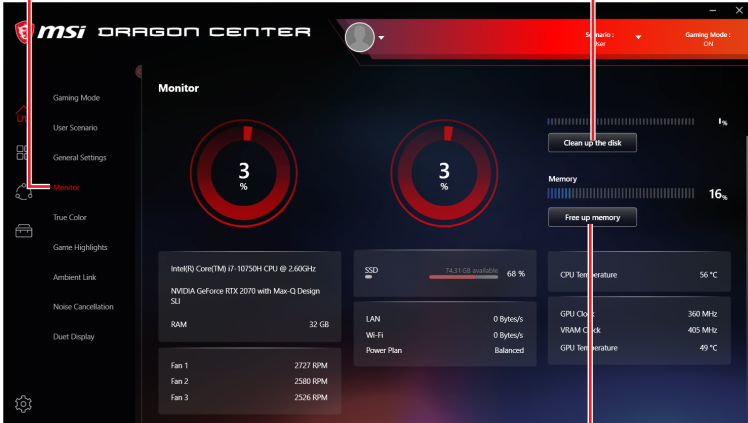 msi DRAGON CENTER
Scenario :
User
Gaming Mode :
ON
Gaming Mode
User Scenario
General Settings
Monitor
True Color
Game Highlights
Ambient Link
Noise Cancellation
Duet Display
Monitor
3
%
3
%
1%
Clean up the disk
Memory
16%
Free up memory
Intel(R) Core(TM) i7-10750H CPU @ 2.60GHz
NVIDIA GeForce RTX 2070 with Max-Q Design
SLI
RAM 32 GB
Fan 1 2727 RPM
Fan 2 2580 RPM
Fan 3 2526 RPM
SSD 74.31 GB available 68 %
LAN 0 Bytes/s
Wi-Fi 0 Bytes/s
Power Plan Balanced
CPU Temperature 56 °C
GPU Clock 360 MHz
VRAM Clock 405 MHz
GPU Temperature 49 °C